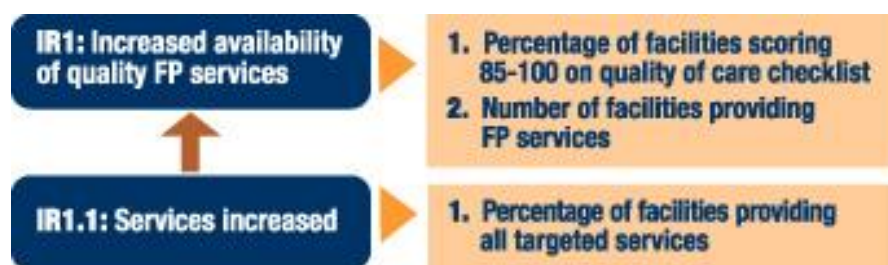 IR1: Increased availability
of quality FP services
1. Percentage of facilities scoring
85-100 on quality of care checklist
2. Number of facilities providing
FP services
IR1.1: Services increased
1. Percentage of facilities providing
all targeted services